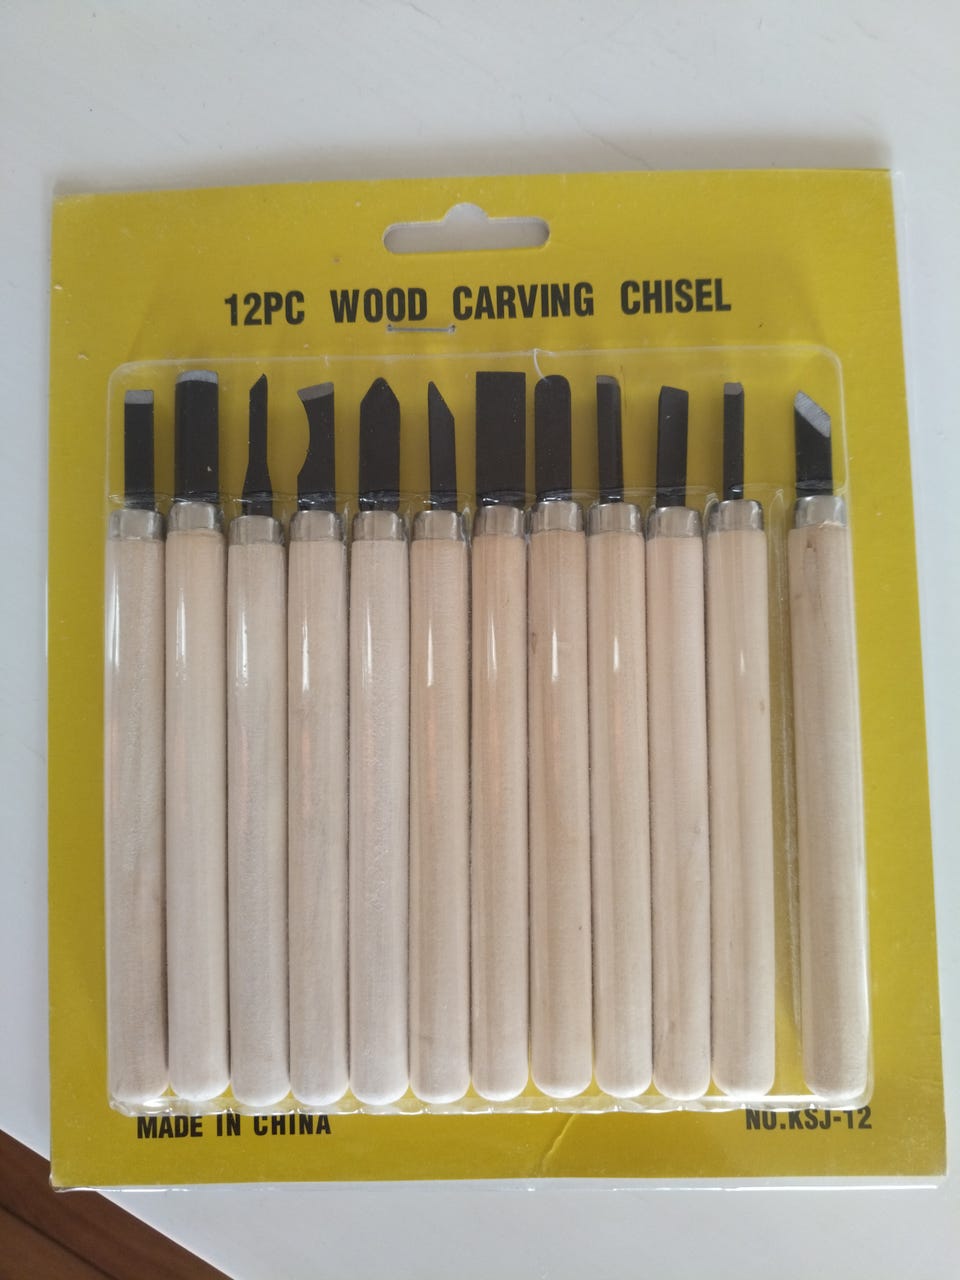 12PC WOOD CARVING CHISEL
MADE IN CHINA
NO.KSJ-12